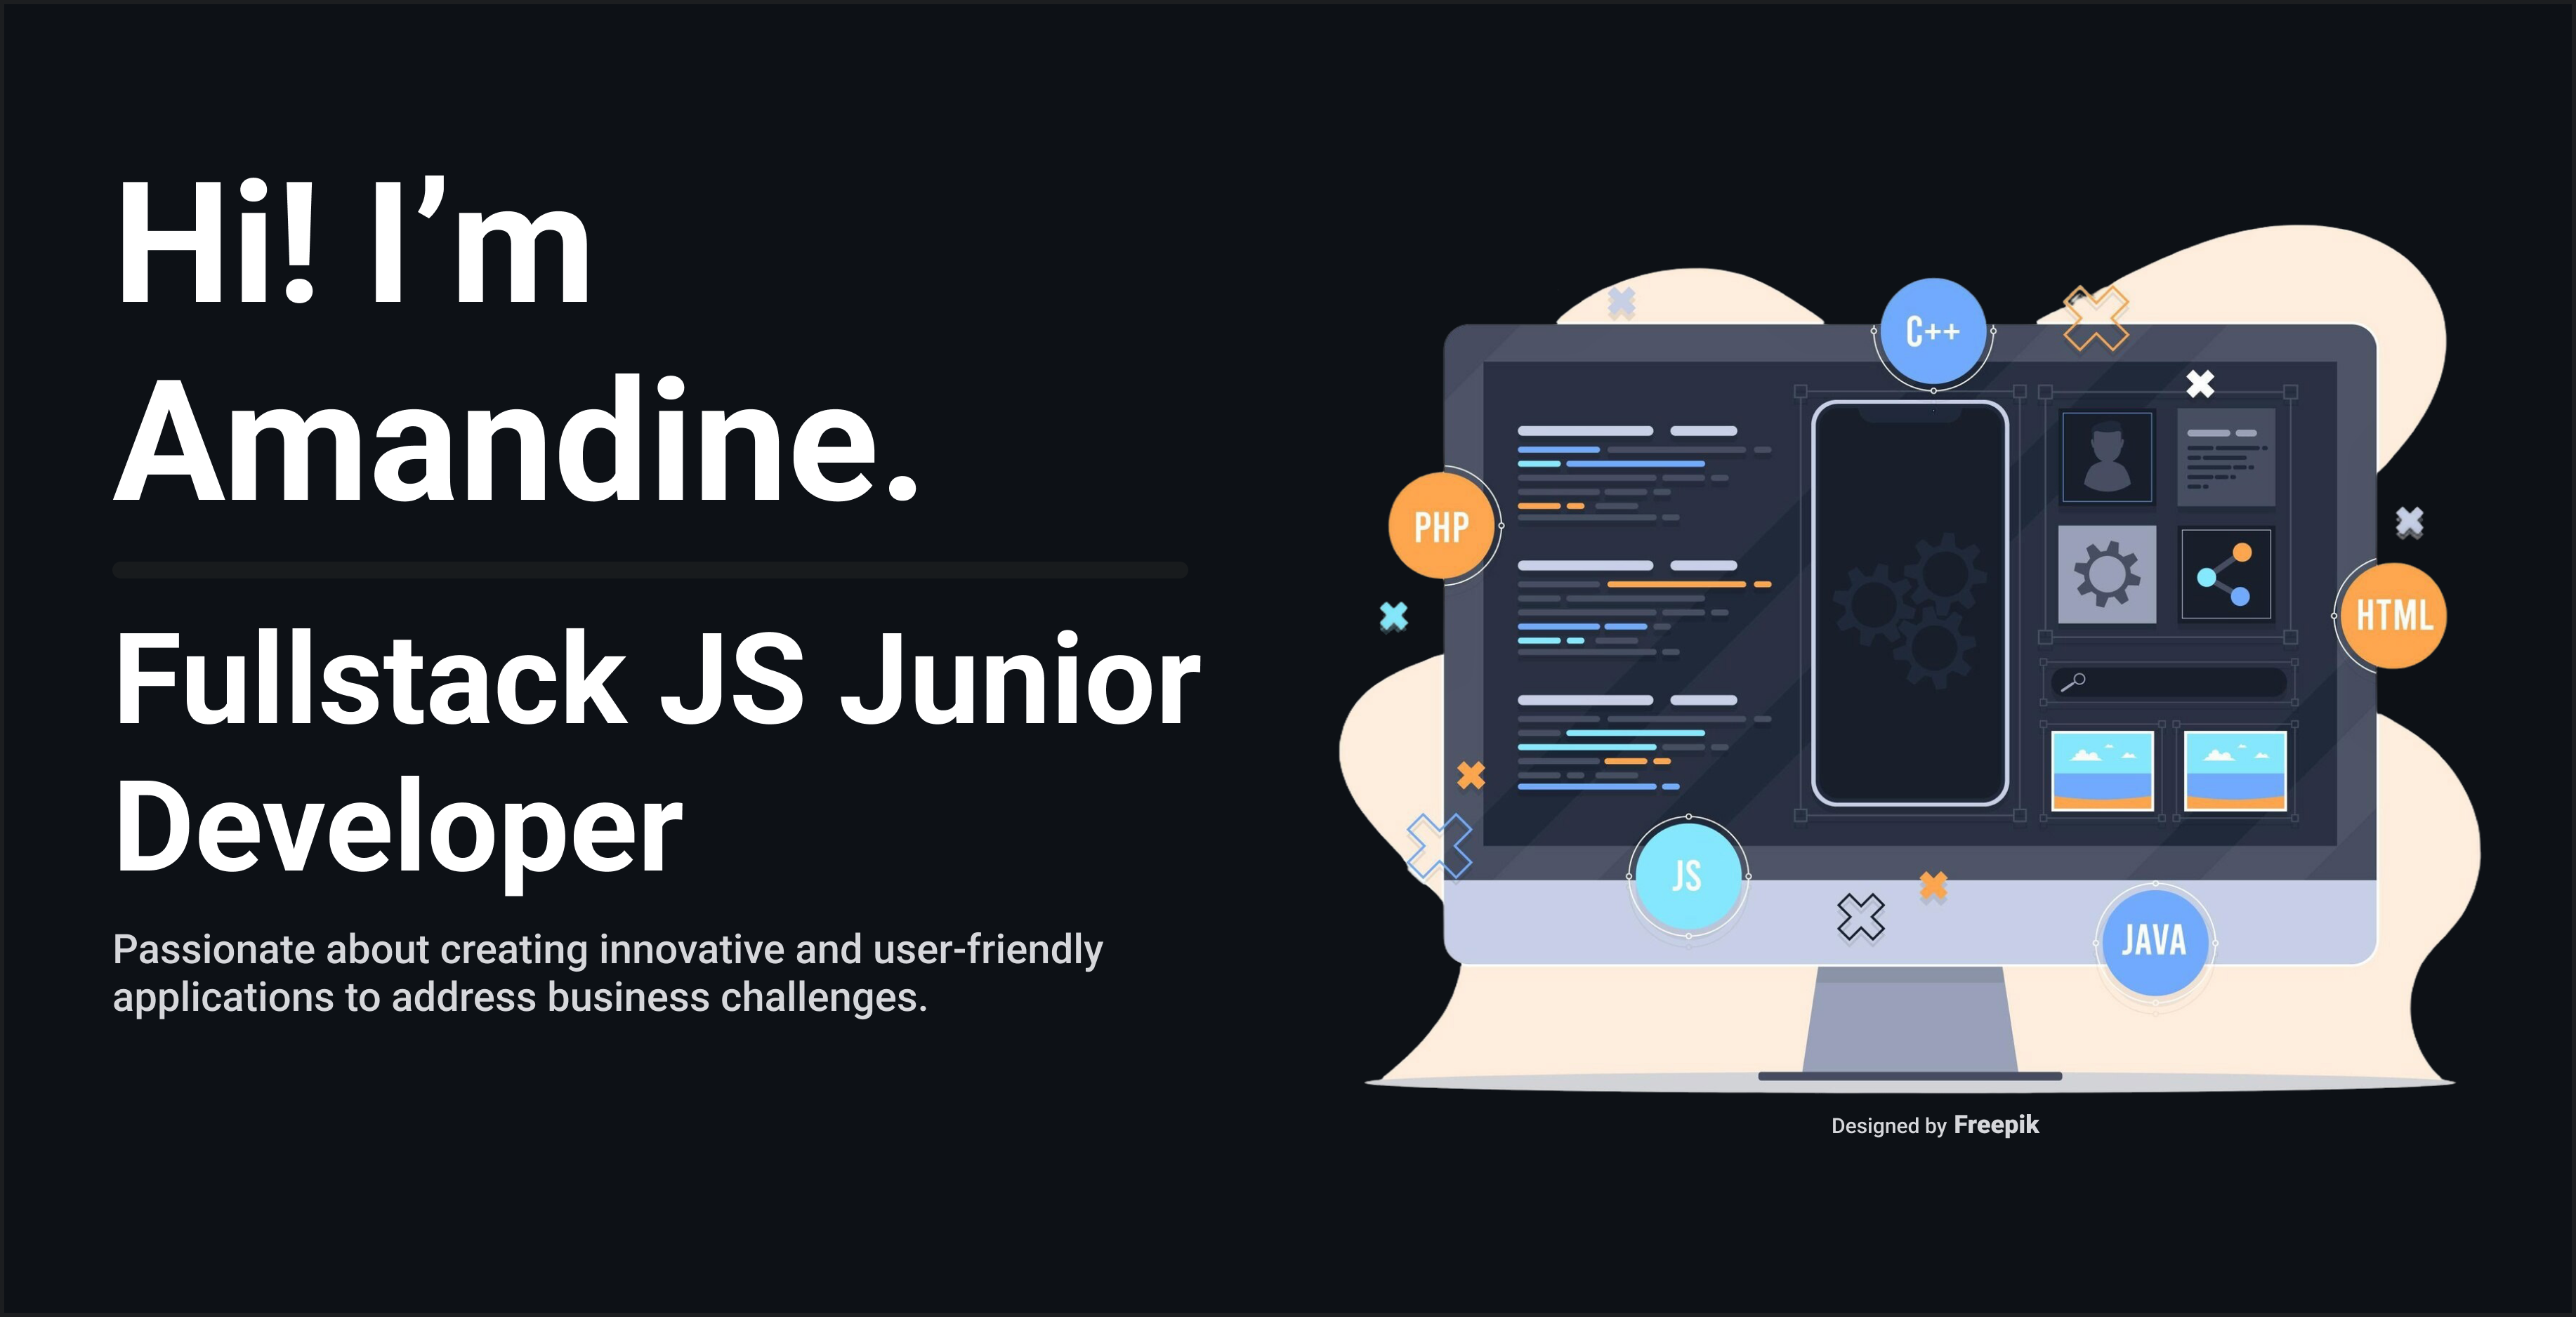 Hi! I’m
Amandine.
Fullstack JS Junior
Developer
Passionate about creating innovative and user-friendly
applications to address business challenges.
C++
PHP
HTML
JS
JAVA
Designed by Freepik